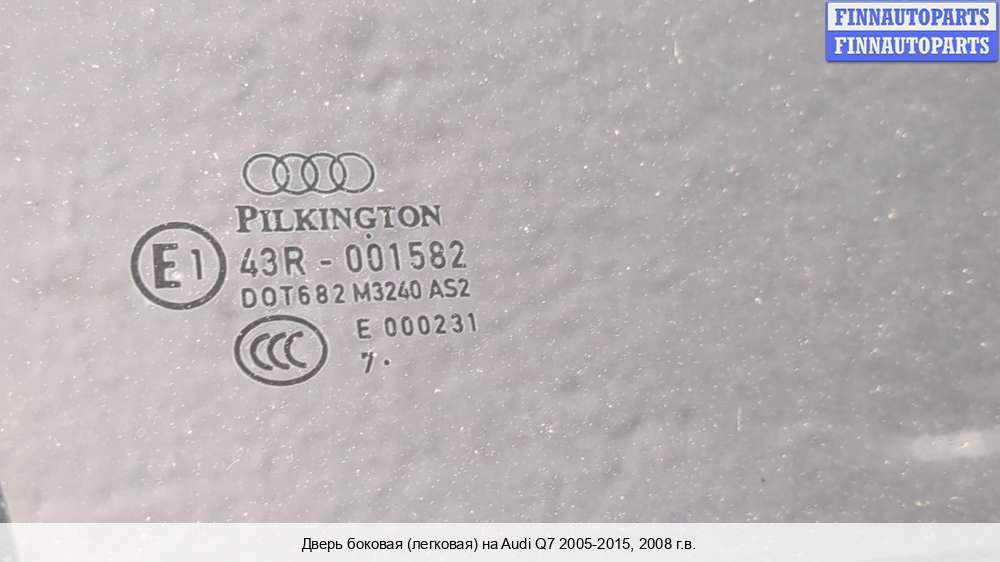 FINNAUTOPARTS
FINNAUTOPARTS
PILKINGTON
E1
43R - 001582
DOT682 M3240 AS2
CCC
E 000231
7 .
Дверь боковая (легковая) на Audi Q7 2005-2015, 2008 г.в.